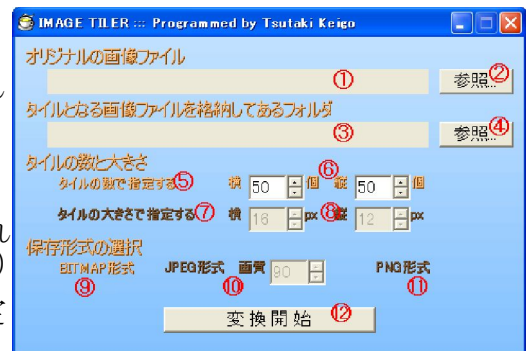 IMAGE TILER ::: Programmed by Tsutaki Keigo
オリジナルの画像ファイル
① 参照... ②
タイルとなる画像ファイルを格納してあるフォルダ
③ 参照... ④
タイルの数と大きさ
タイルの数で指定する ⑤ 横 50 個 ⑥ 縦 50 個
タイルの大きさで指定する ⑦ 横 16 px ⑧ 縦 12 px
保存形式の選択
BITMAP形式 JPEG形式 画質 90 PNG形式
⑨ ⑩ ⑪
変換開始 ⑫